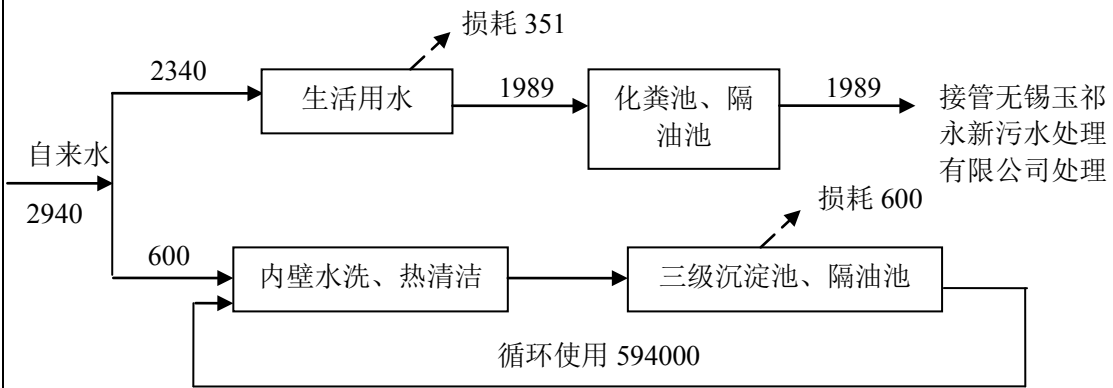 损耗 351
2340
生活用水
1989
化粪池、隔
油池
1989
接管无锡玉祁
永新污水处理
有限公司处理
自来水
2940
损耗 600
600
内壁水洗、热清洁
三级沉淀池、隔油池
循环使用 594000